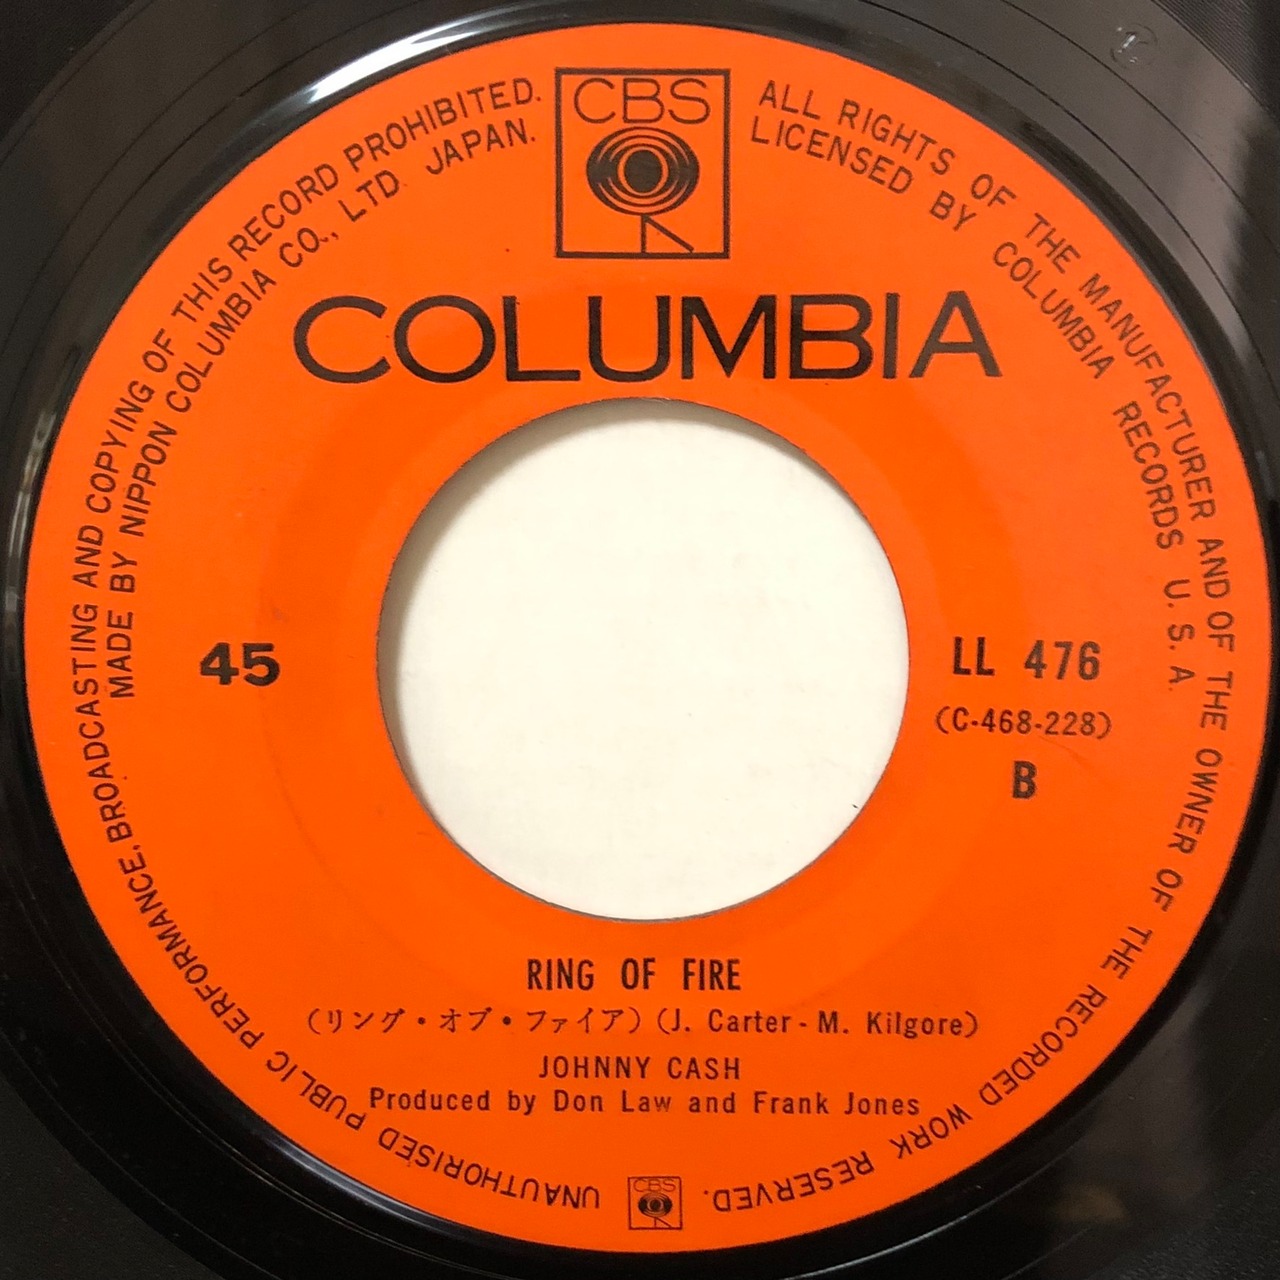 CBS
COLUMBIA
ALL RIGHTS OF THE MANUFACTURER AND OF THE OWNER OF THE RECORDED WORK RESERVED.
LICENSED BY COLUMBIA RECORDS U. S. A.
UNAUTHORISED PUBLIC PERFORMANCE, BROADCASTING AND COPYING OF THIS RECORD PROHIBITED.
MADE BY NIPPON COLUMBIA CO., LTD. JAPAN.
45
LL 476
(C-468-228)
B
RING OF FIRE
(リング・オブ・ファイア) (J. Carter - M. Kilgore)
JOHNNY CASH
Produced by Don Law and Frank Jones
CBS